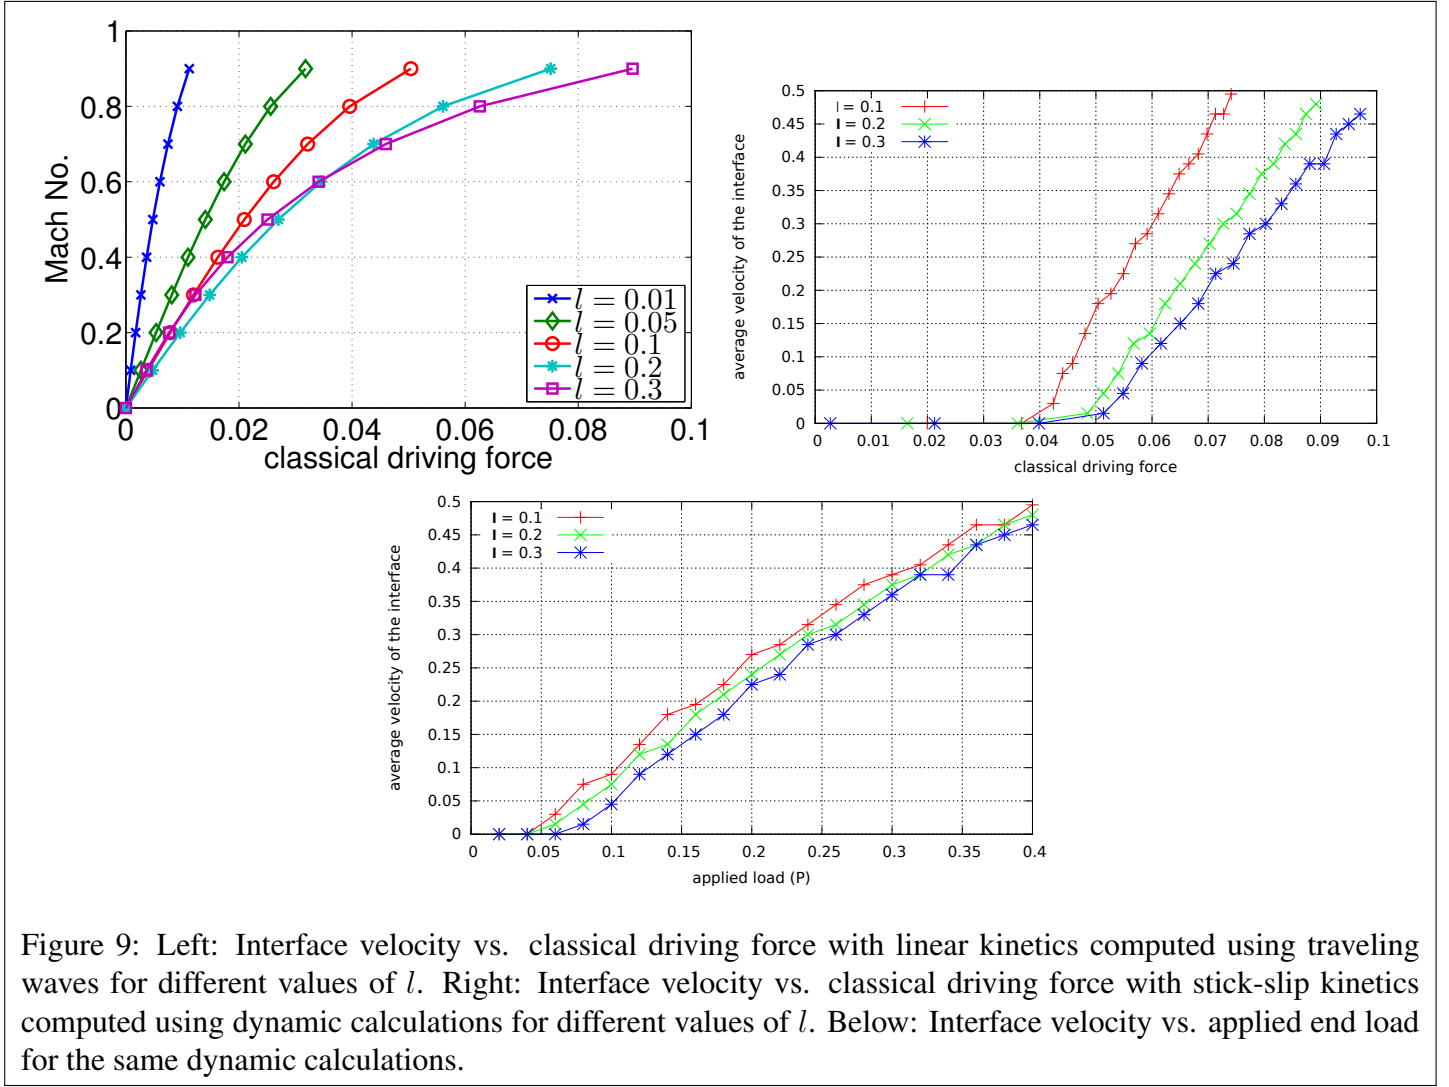 1
0.8
0.6
0.4
0.2
0
Mach No.
0 0.02 0.04 0.06 0.08 0.1
classical driving force
l = 0.01
l = 0.05
l = 0.1
l = 0.2
l = 0.3
0.5
0.45
0.4
0.35
0.3
0.25
0.2
0.15
0.1
0.05
0
average velocity of the interface
l = 0.1
l = 0.2
l = 0.3
0 0.01 0.02 0.03 0.04 0.05 0.06 0.07 0.08 0.09 0.1
classical driving force
0.5
0.45
0.4
0.35
0.3
0.25
0.2
0.15
0.1
0.05
0
average velocity of the interface
l = 0.1
l = 0.2
l = 0.3
0 0.05 0.1 0.15 0.2 0.25 0.3 0.35 0.4
applied load (P)
Figure 9: Left: Interface velocity vs. classical driving force with linear kinetics computed using traveling
waves for different values of l. Right: Interface velocity vs. classical driving force with stick-slip kinetics
computed using dynamic calculations for different values of l. Below: Interface velocity vs. applied end load
for the same dynamic calculations.